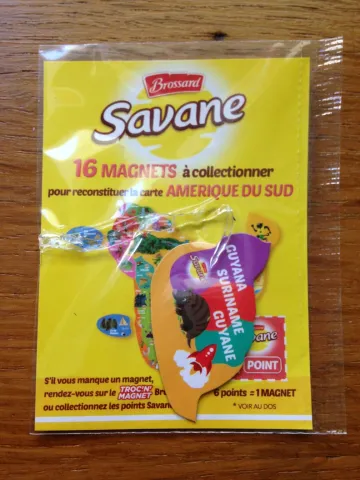 Brossard
Savane
16 MAGNETS à collectionner
pour reconstituer la carte AMERIQUE DU SUD
Savane
GUYANA
SURINAME
GUYANE
POINT
S'il vous manque un magnet,
rendez-vous sur le TROC'N' MAGNET Br
ou collectionnez les points Savan
6 points = 1 MAGNET
* VOIR AU DOS